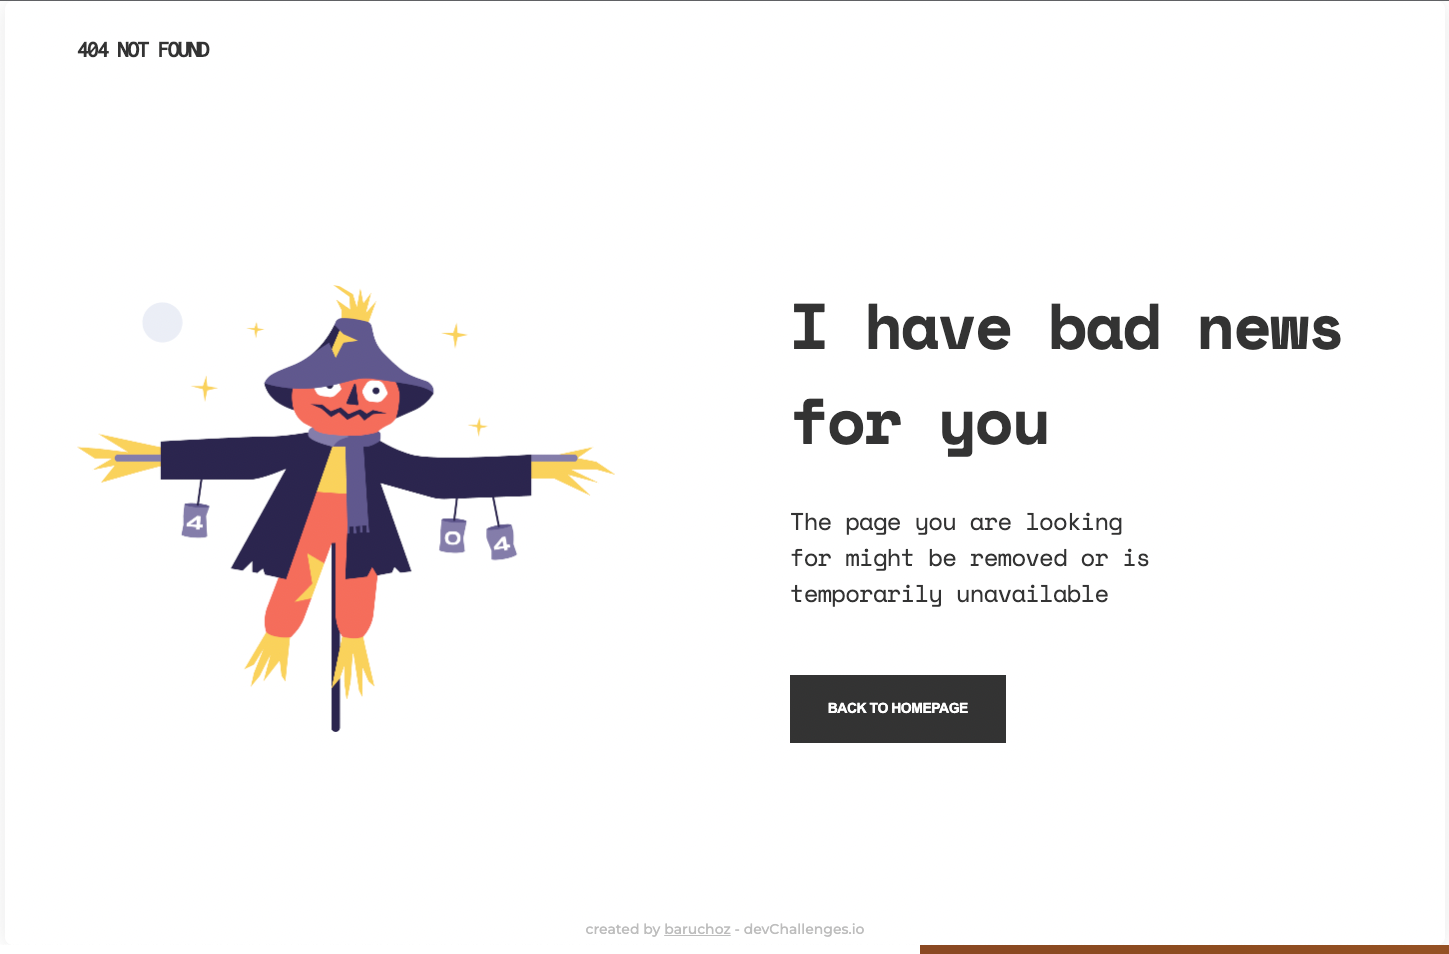 404 NOT FOUND
4
0
4
I have bad news
for you
The page you are looking
for might be removed or is
temporarily unavailable
BACK TO HOMEPAGE
created by baruchoz - devChallenges.io